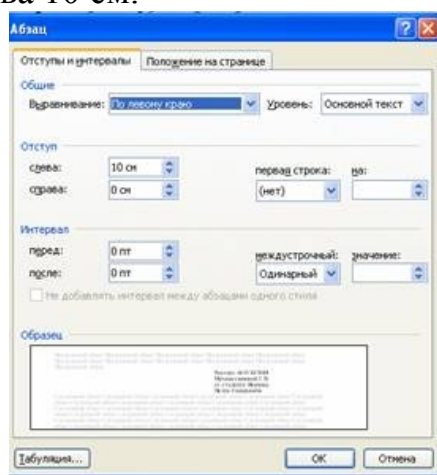 ва 10 см.
Абзац
Отступы и интервалы Положение на странице
Общие
Выравнивание: По левому краю Уровень: Основной текст
Отступ
слева: 10 см первая строка: на:
справа: 0 см (нет)
Интервал
перед: 0 пт междустрочный: значение:
после: 0 пт Одинарный
Не добавлять интервал между абзацами одного стиля
Образец
Табуляция... ОК Отмена